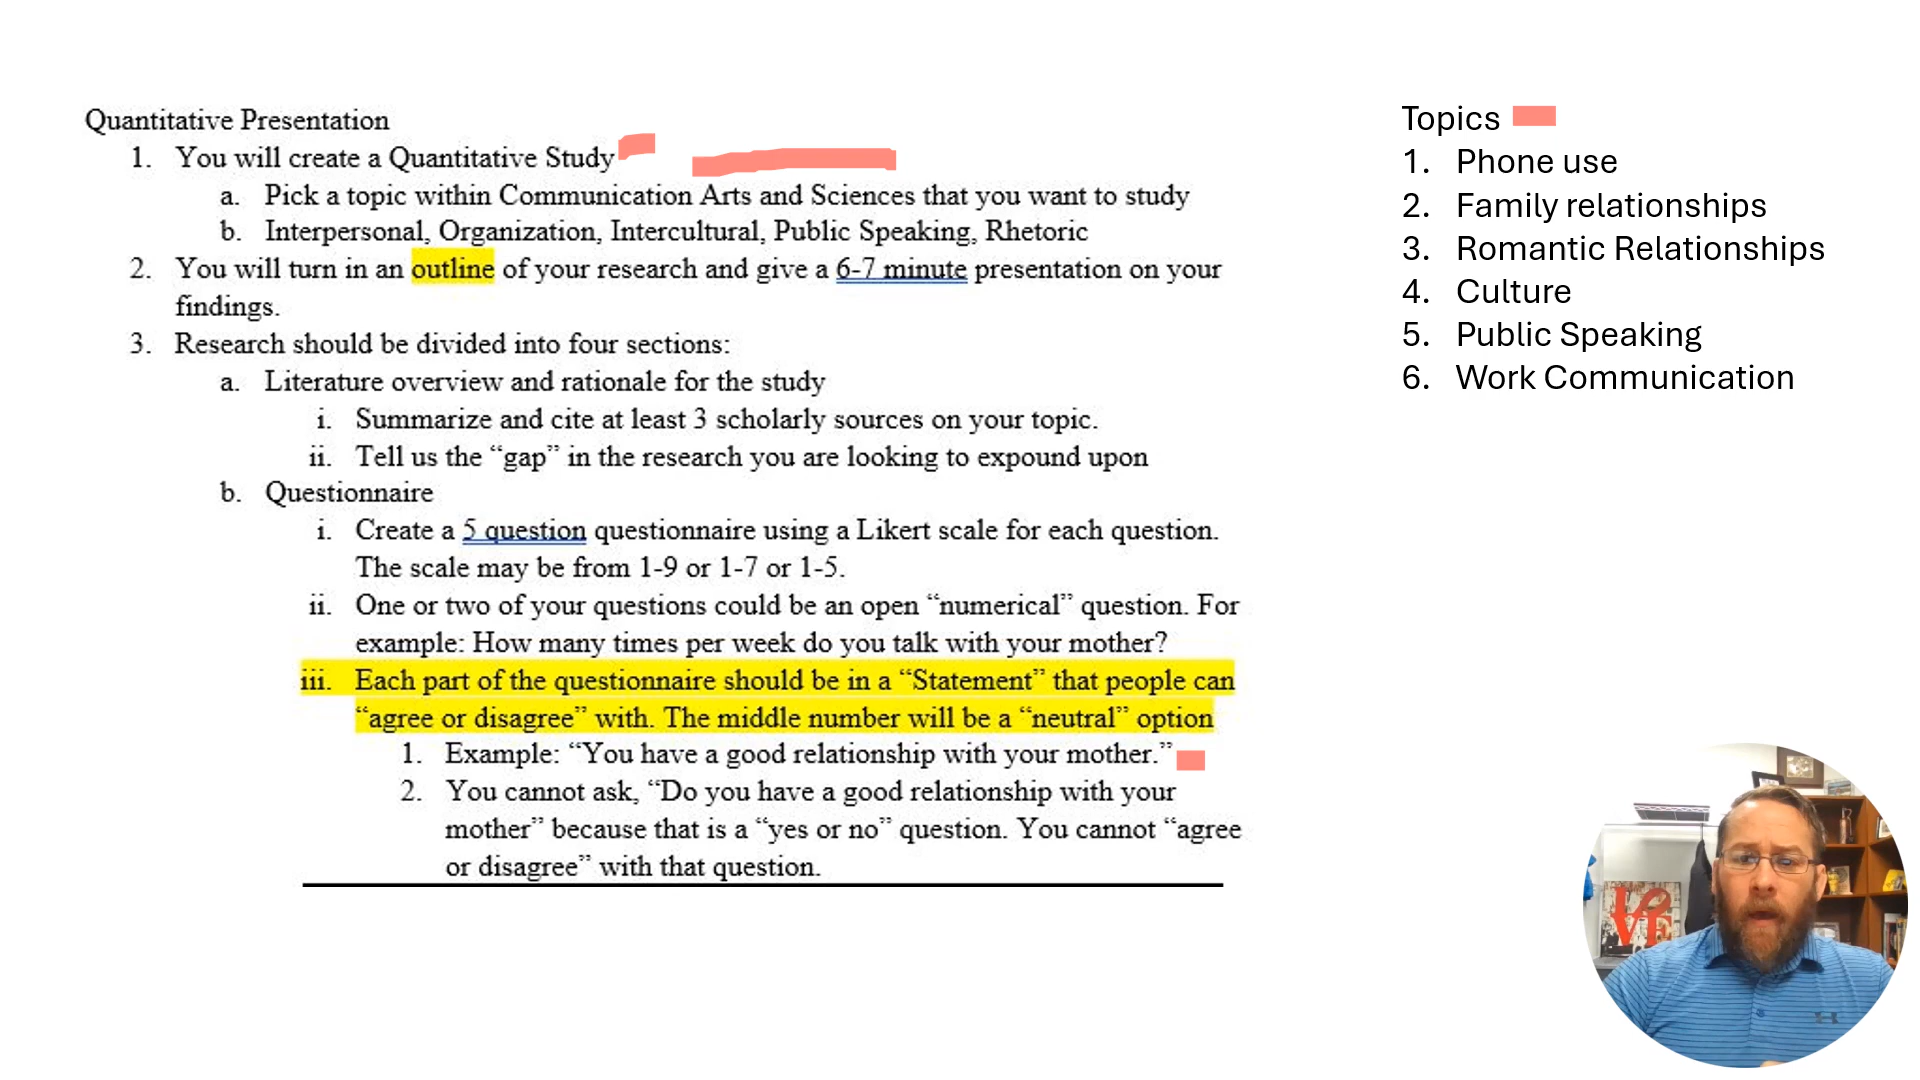 Quantitative Presentation
1. You will create a Quantitative Study
a. Pick a topic within Communication Arts and Sciences that you want to study
b. Interpersonal, Organization, Intercultural, Public Speaking, Rhetoric
2. You will turn in an outline of your research and give a 6-7 minute presentation on your
findings.
3. Research should be divided into four sections:
a. Literature overview and rationale for the study
i. Summarize and cite at least 3 scholarly sources on your topic.
ii. Tell us the “gap” in the research you are looking to expound upon
b. Questionnaire
i. Create a 5 question questionnaire using a Likert scale for each question.
The scale may be from 1-9 or 1-7 or 1-5.
ii. One or two of your questions could be an open “numerical” question. For
example: How many times per week do you talk with your mother?
iii. Each part of the questionnaire should be in a “Statement” that people can
“agree or disagree” with. The middle number will be a “neutral” option
1. Example: “You have a good relationship with your mother.”
2. You cannot ask, “Do you have a good relationship with your
mother” because that is a “yes or no” question. You cannot “agree
or disagree” with that question.
Topics
1. Phone use
2. Family relationships
3. Romantic Relationships
4. Culture
5. Public Speaking
6. Work Communication
LOVE